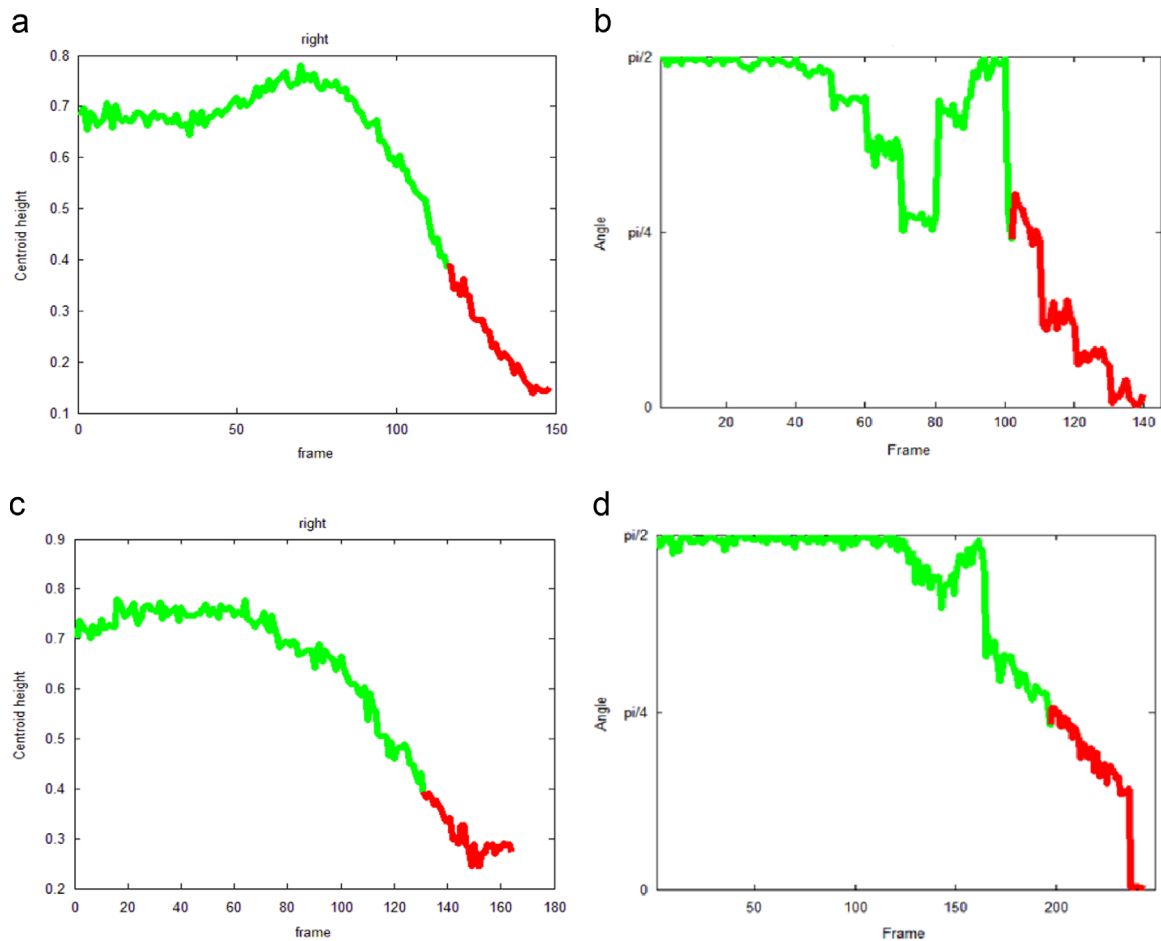 a
right
0.8
0.7
0.6
0.5
0.4
0.3
0.2
0.1
Centroid height
0 50 100 150
frame
b
pi/2
pi/4
0
Angle
20 40 60 80 100 120 140
Frame
c
right
0.9
0.8
0.7
0.6
0.5
0.4
0.3
0.2
Centroid height
0 20 40 60 80 100 120 140 160 180
frame
d
pi/2
pi/4
0
Angle
50 100 150 200
Frame